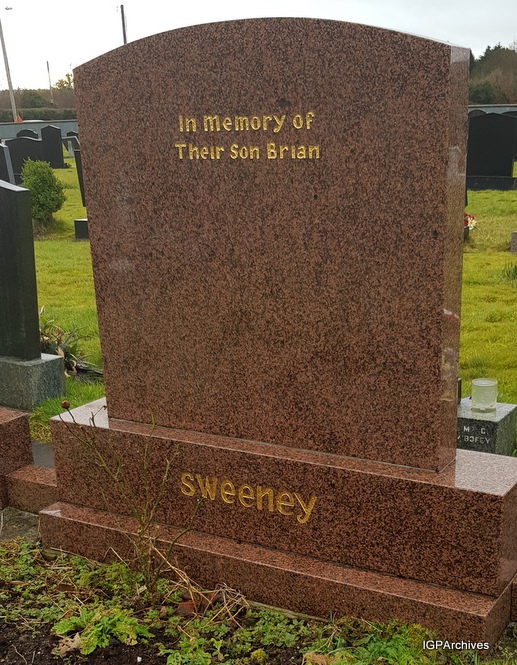 In memory of
Their Son Brian
Sweeney
IGPArchives